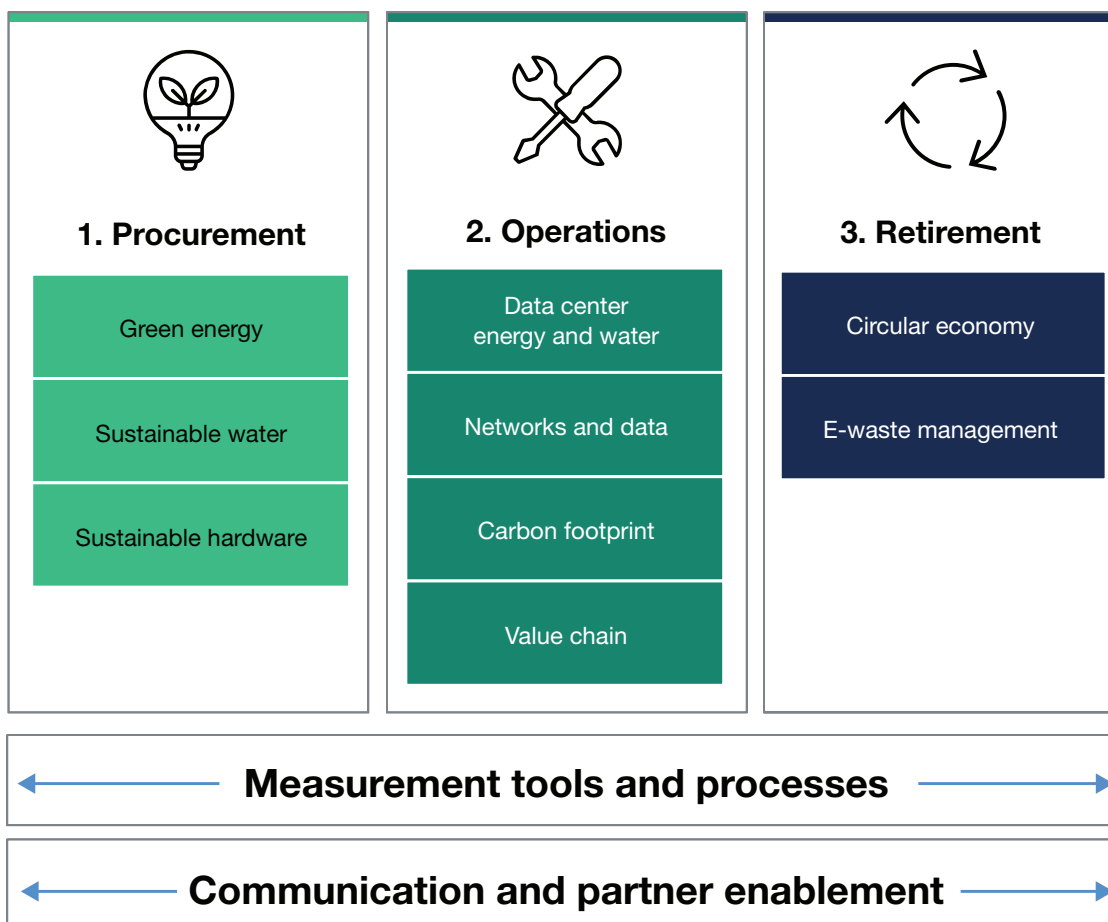 1. Procurement
Green energy
Sustainable water
Sustainable hardware
2. Operations
Data center
energy and water
Networks and data
Carbon footprint
Value chain
3. Retirement
Circular economy
E-waste management
Measurement tools and processes
Communication and partner enablement